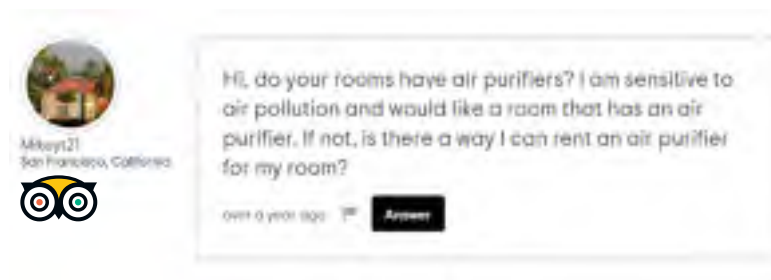 Hi, do your rooms have air purifiers? I am sensitive to
air pollution and would like a room that has an air
purifier. If not, is there a way I can rent an air purifier
for my room?
Mikeyt21
San Francisco, California
over a year ago
Answer